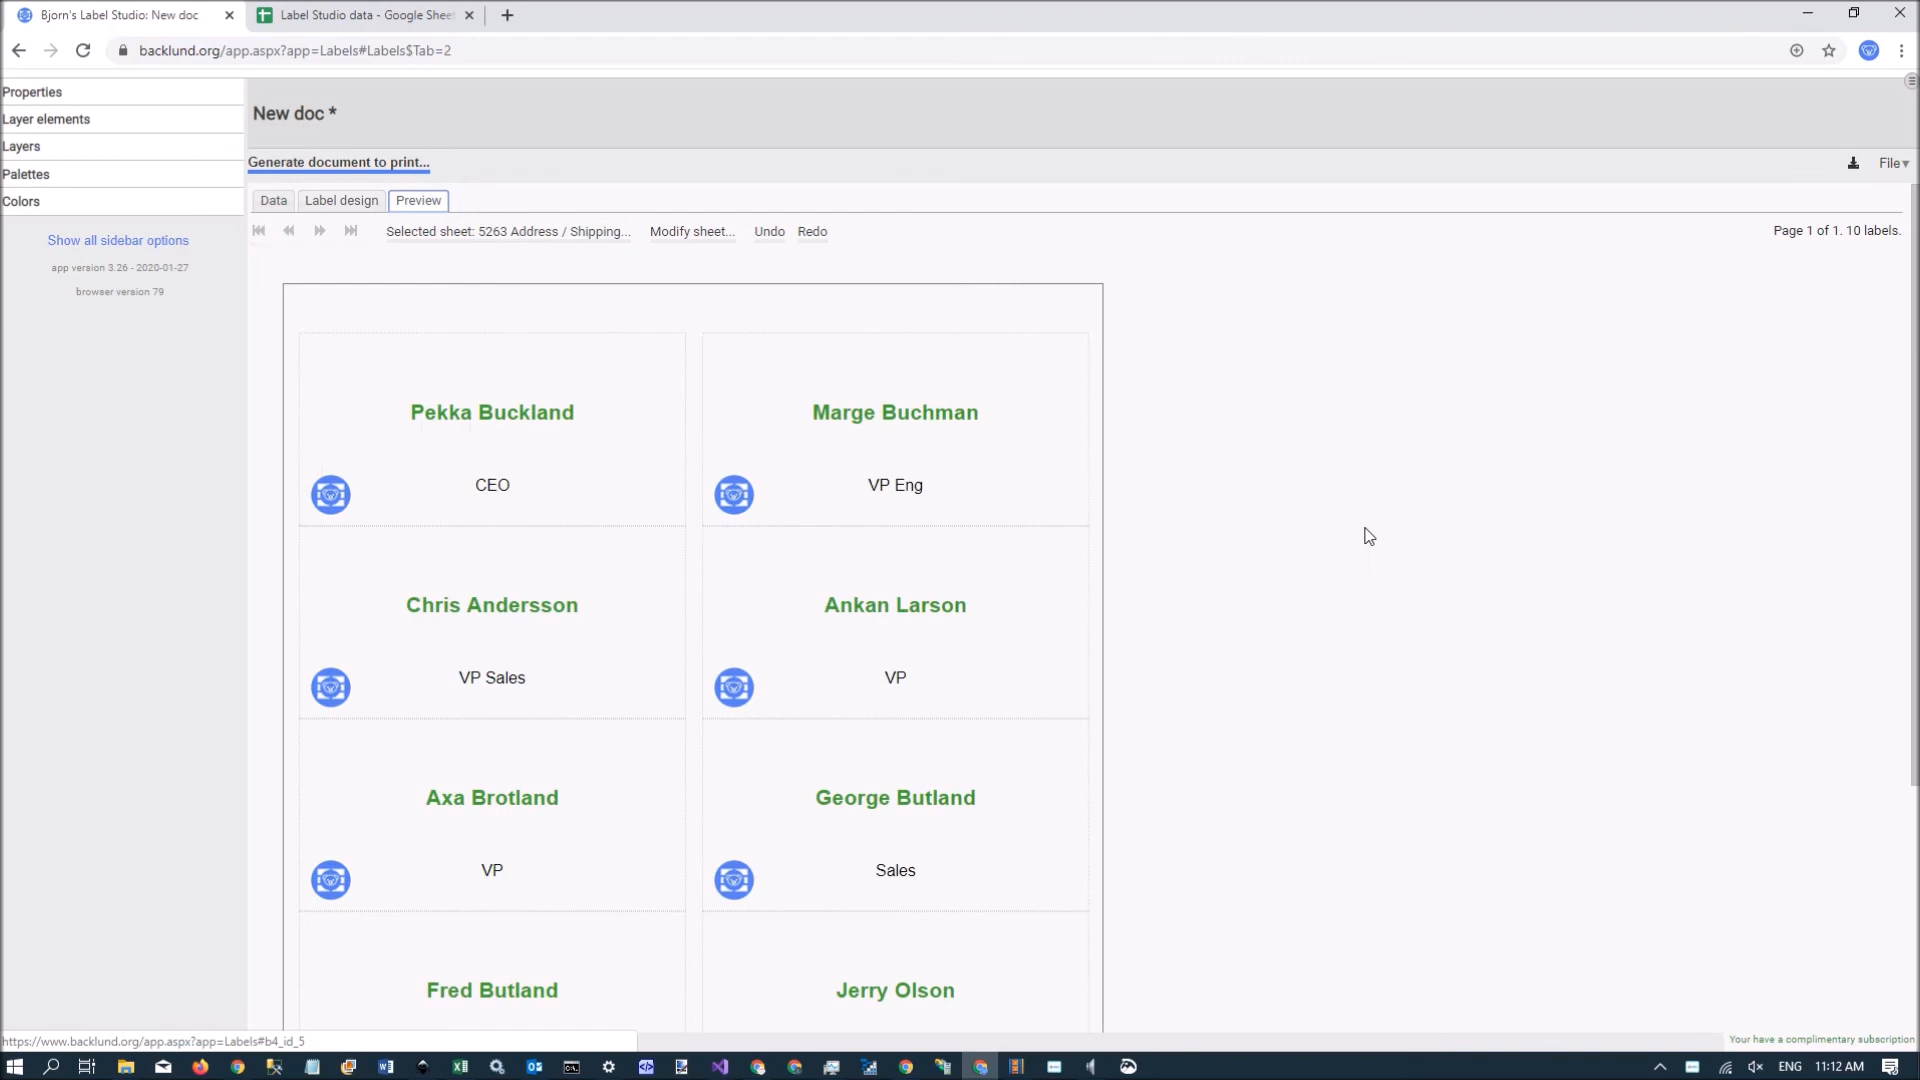 Bjorn's Label Studio: New doc
Label Studio data - Google Shee
backlund.org/app.aspx?app=Labels#Labels$Tab=2
Properties
Layer elements
Layers
Palettes
Colors
Show all sidebar options
app version 3.26 - 2020-01-27
browser version 79
New doc *
Generate document to print...
File
Data
Label design
Preview
Selected sheet: 5263 Address / Shipping...
Modify sheet...
Undo
Redo
Page 1 of 1. 10 labels.
Pekka Buckland
CEO
Marge Buchman
VP Eng
Chris Andersson
VP Sales
Ankan Larson
VP
Axa Brotland
VP
George Butland
Sales
Fred Butland
Jerry Olson
https://www.backlund.org/app.aspx?app=Labels#b4_id_5
Your have a complimentary subscription
ENG
11:12 AM